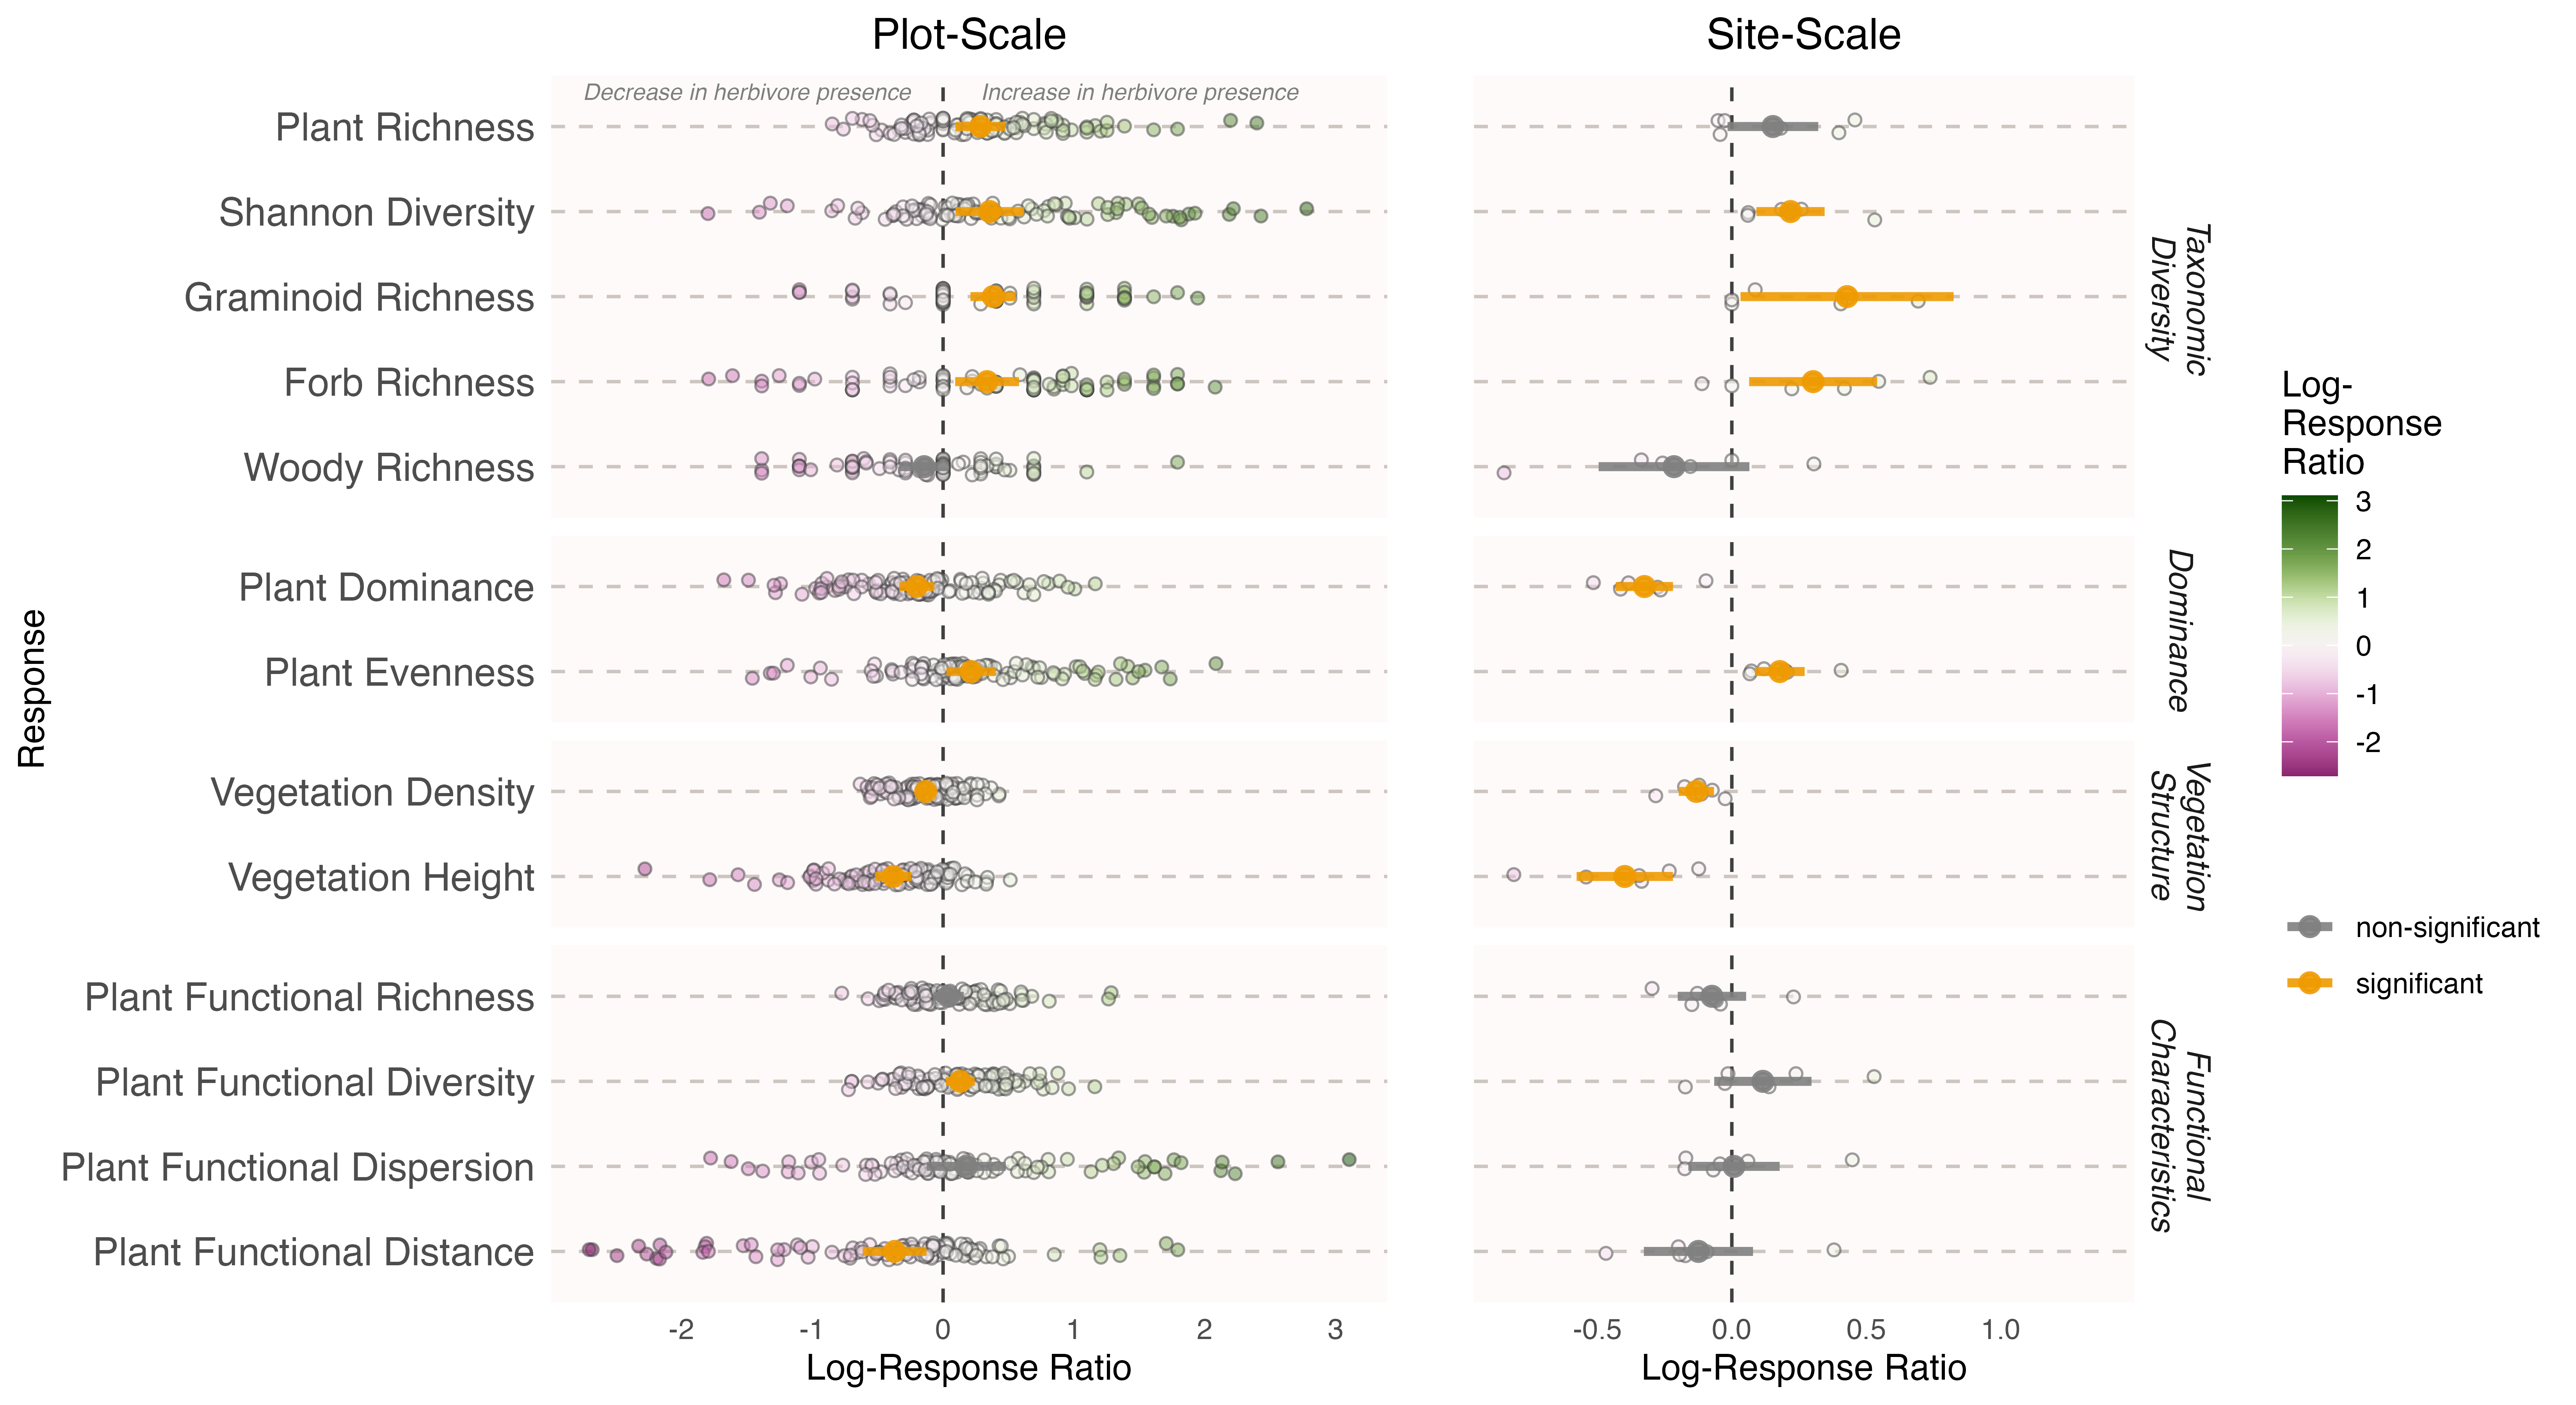 Plot-Scale
Site-Scale
Decrease in herbivore presence
Increase in herbivore presence
Response
Plant Richness
Shannon Diversity
Graminoid Richness
Forb Richness
Woody Richness
Plant Dominance
Plant Evenness
Vegetation Density
Vegetation Height
Plant Functional Richness
Plant Functional Diversity
Plant Functional Dispersion
Plant Functional Distance
Taxonomic
Diversity
Dominance
Vegetation
Structure
Functional
Characteristics
-2 -1 0 1 2 3
Log-Response Ratio
-0.5 0.0 0.5 1.0
Log-Response Ratio
Log-
Response
Ratio
3
2
1
0
-1
-2
non-significant
significant